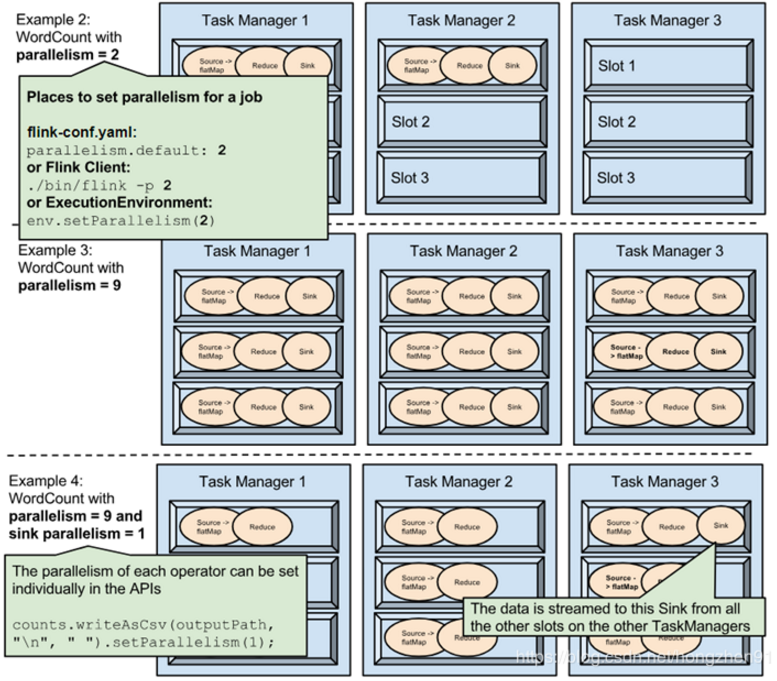 Example 2:
WordCount with
parallelism = 2
Task Manager 1
Source ->
flatMap
Reduce
Sink
Task Manager 2
Source ->
flatMap
Reduce
Sink
Slot 2
Slot 3
Task Manager 3
Slot 1
Slot 2
Slot 3
Places to set parallelism for a job
flink-conf.yaml:
parallelism.default: 2
or Flink Client:
./bin/flink -p 2
or ExecutionEnvironment:
env.setParallelism(2)
Example 3:
WordCount with
parallelism = 9
Task Manager 1
Source ->
flatMap
Reduce
Sink
Source ->
flatMap
Reduce
Sink
Source ->
flatMap
Reduce
Sink
Task Manager 2
Source ->
flatMap
Reduce
Sink
Source ->
flatMap
Reduce
Sink
Source ->
flatMap
Reduce
Sink
Task Manager 3
Source ->
flatMap
Reduce
Sink
Source -
> flatMap
Reduce
Sink
Source ->
flatMap
Reduce
Sink
Example 4:
WordCount with
parallelism = 9 and
sink parallelism = 1
Task Manager 1
Source ->
flatMap
Reduce
Task Manager 2
Source ->
flatMap
Reduce
Source ->
flatMap
Reduce
Source ->
flatMap
Task Manager 3
Source ->
flatMap
Reduce
Sink
Source -
> flatMap
The parallelism of each operator can be set
individually in the APIs
counts.writeAsCsv(outputPath,
"\n", " ").setParallelism(1);
The data is streamed to this Sink from all
the other slots on the other TaskManagers
https://blog.csdn.net/hongzhen91